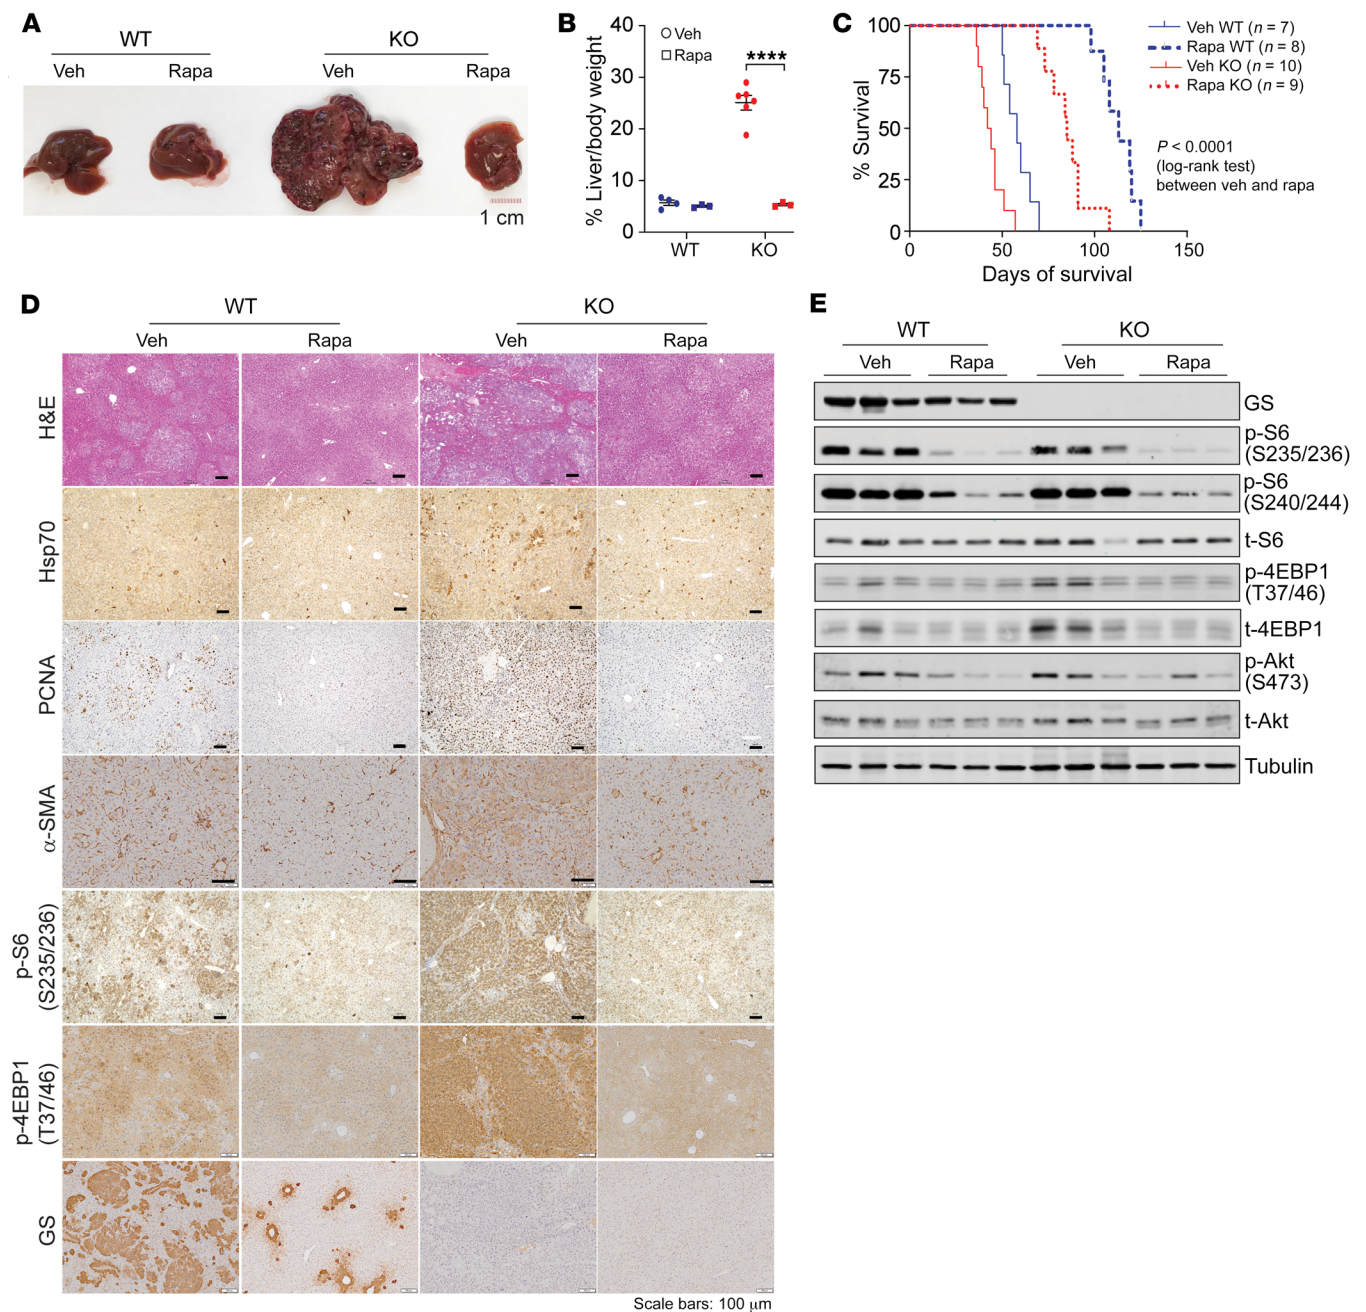 A
WT
KO
Veh
Rapa
Veh
Rapa
1 cm
B
% Liver/body weight
40
30
20
10
0
Veh
Rapa
****
WT
KO
C
% Survival
100
75
50
25
0
0
50
100
150
Days of survival
Veh WT (n = 7)
Rapa WT (n = 8)
Veh KO (n = 10)
Rapa KO (n = 9)
P < 0.0001
(log-rank test)
between veh and rapa
D
WT
KO
Veh
Rapa
Veh
Rapa
H&E
Hsp70
PCNA
α-SMA
p-S6
(S235/236)
p-4EBP1
(T37/46)
GS
Scale bars: 100 μm
E
WT
KO
Veh
Rapa
Veh
Rapa
GS
p-S6
(S235/236)
p-S6
(S240/244)
t-S6
p-4EBP1
(T37/46)
t-4EBP1
p-Akt
(S473)
t-Akt
Tubulin